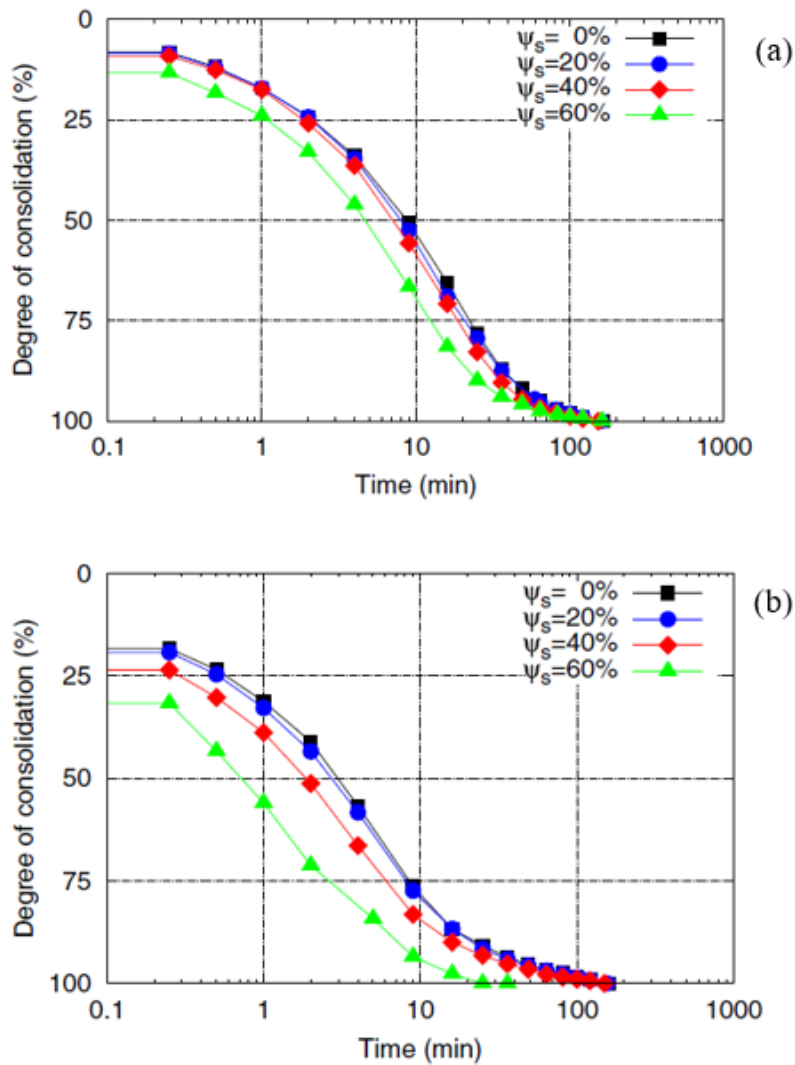 (a)
ψs= 0%
ψs=20%
ψs=40%
ψs=60%
0
25
50
75
100
Degree of consolidation (%)
0.1 1 10 100 1000
Time (min)
(b)
ψs= 0%
ψs=20%
ψs=40%
ψs=60%
0
25
50
75
100
Degree of consolidation (%)
0.1 1 10 100 1000
Time (min)